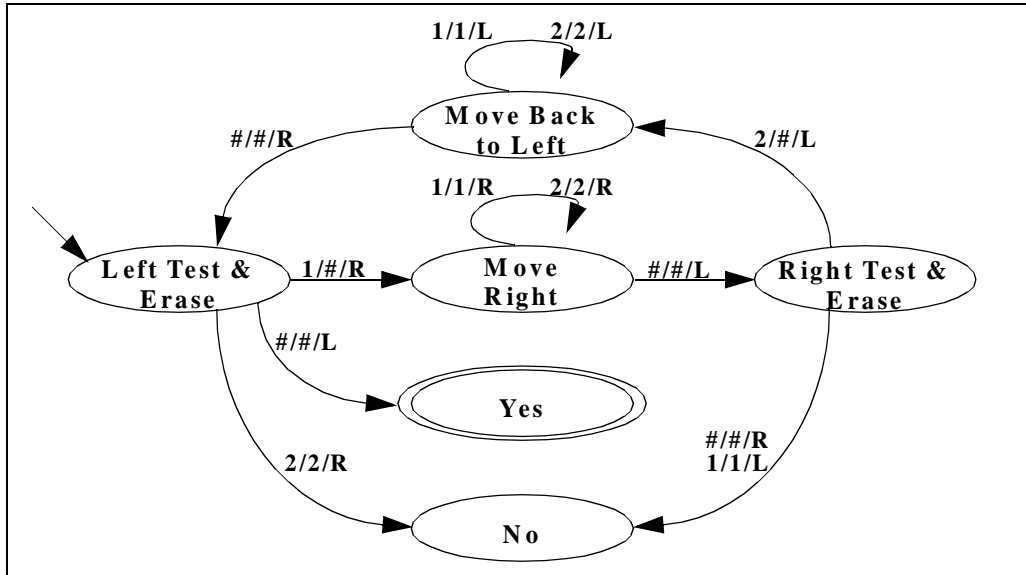 1/1/L 2/2/L
Move Back
to Left
#/#/R
2/#/L
1/1/R 2/2/R
Left Test &
Erase
1/#/R
Move
Right
#/#/L
Right Test &
Erase
#/#/L
Yes
#/#/R
1/1/L
2/2/R
No